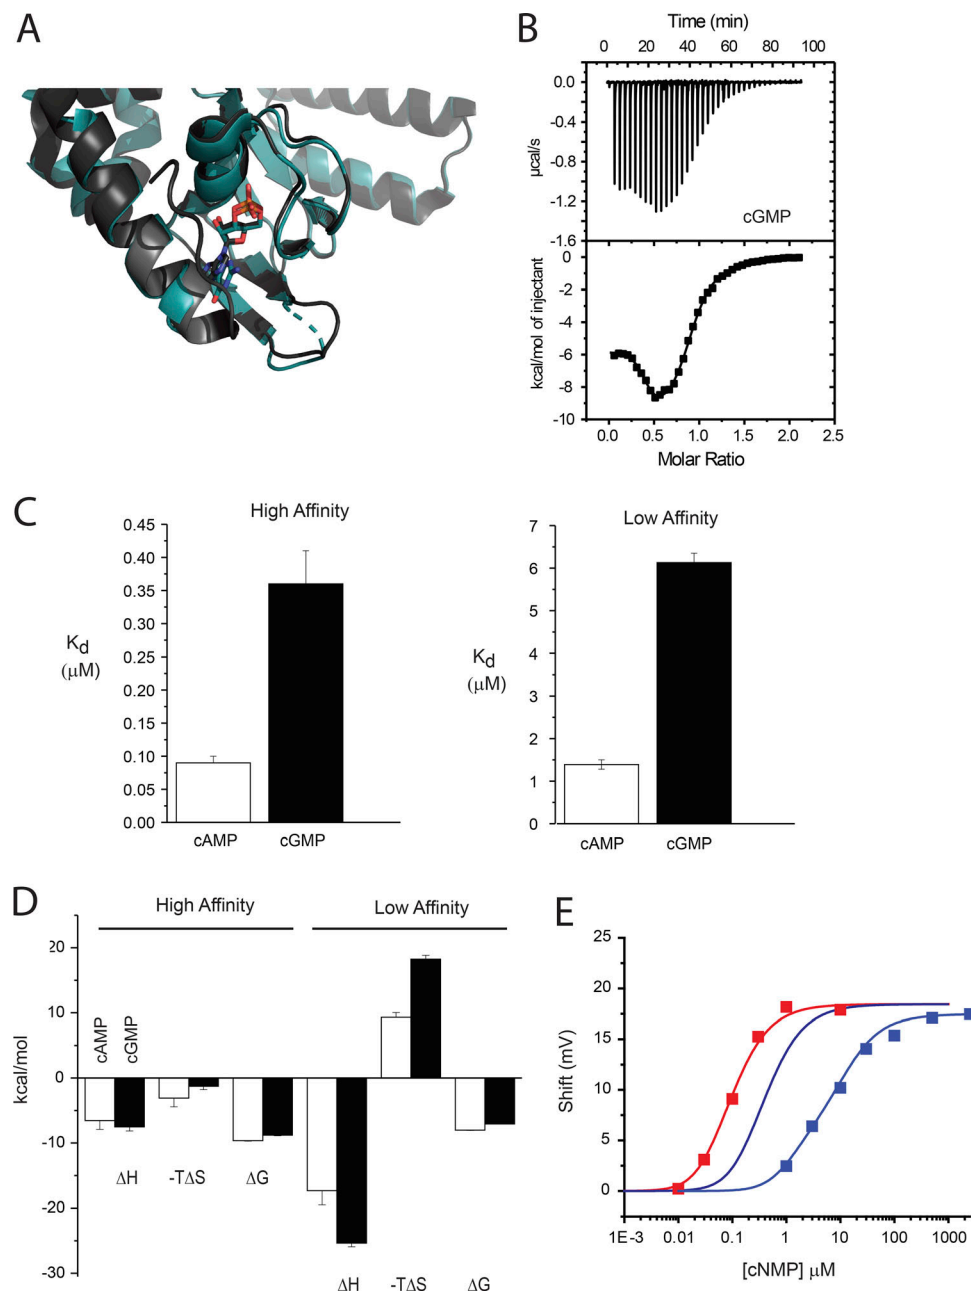 A
B
Time (min)
0 20 40 60 80 100
0.0
-0.4
-0.8
-1.2
-1.6
µcal/s
cGMP
0
-2
-4
-6
-8
-10
kcal/mol of injectant
0.0 0.5 1.0 1.5 2.0 2.5
Molar Ratio
C
High Affinity
0.45
0.40
0.35
0.30
0.25
0.20
0.15
0.10
0.05
0.00
Kd
(µM)
cAMP cGMP
Low Affinity
7
6
5
4
3
2
1
0
Kd
(µM)
cAMP cGMP
D
High Affinity Low Affinity
20
10
0
-10
-20
-30
kcal/mol
cAMP
cGMP
ΔH -TΔS ΔG
ΔH -TΔS ΔG
E
25
20
15
10
5
0
Shift (mV)
1E-3 0.01 0.1 1 10 100 1000
[cNMP] µM